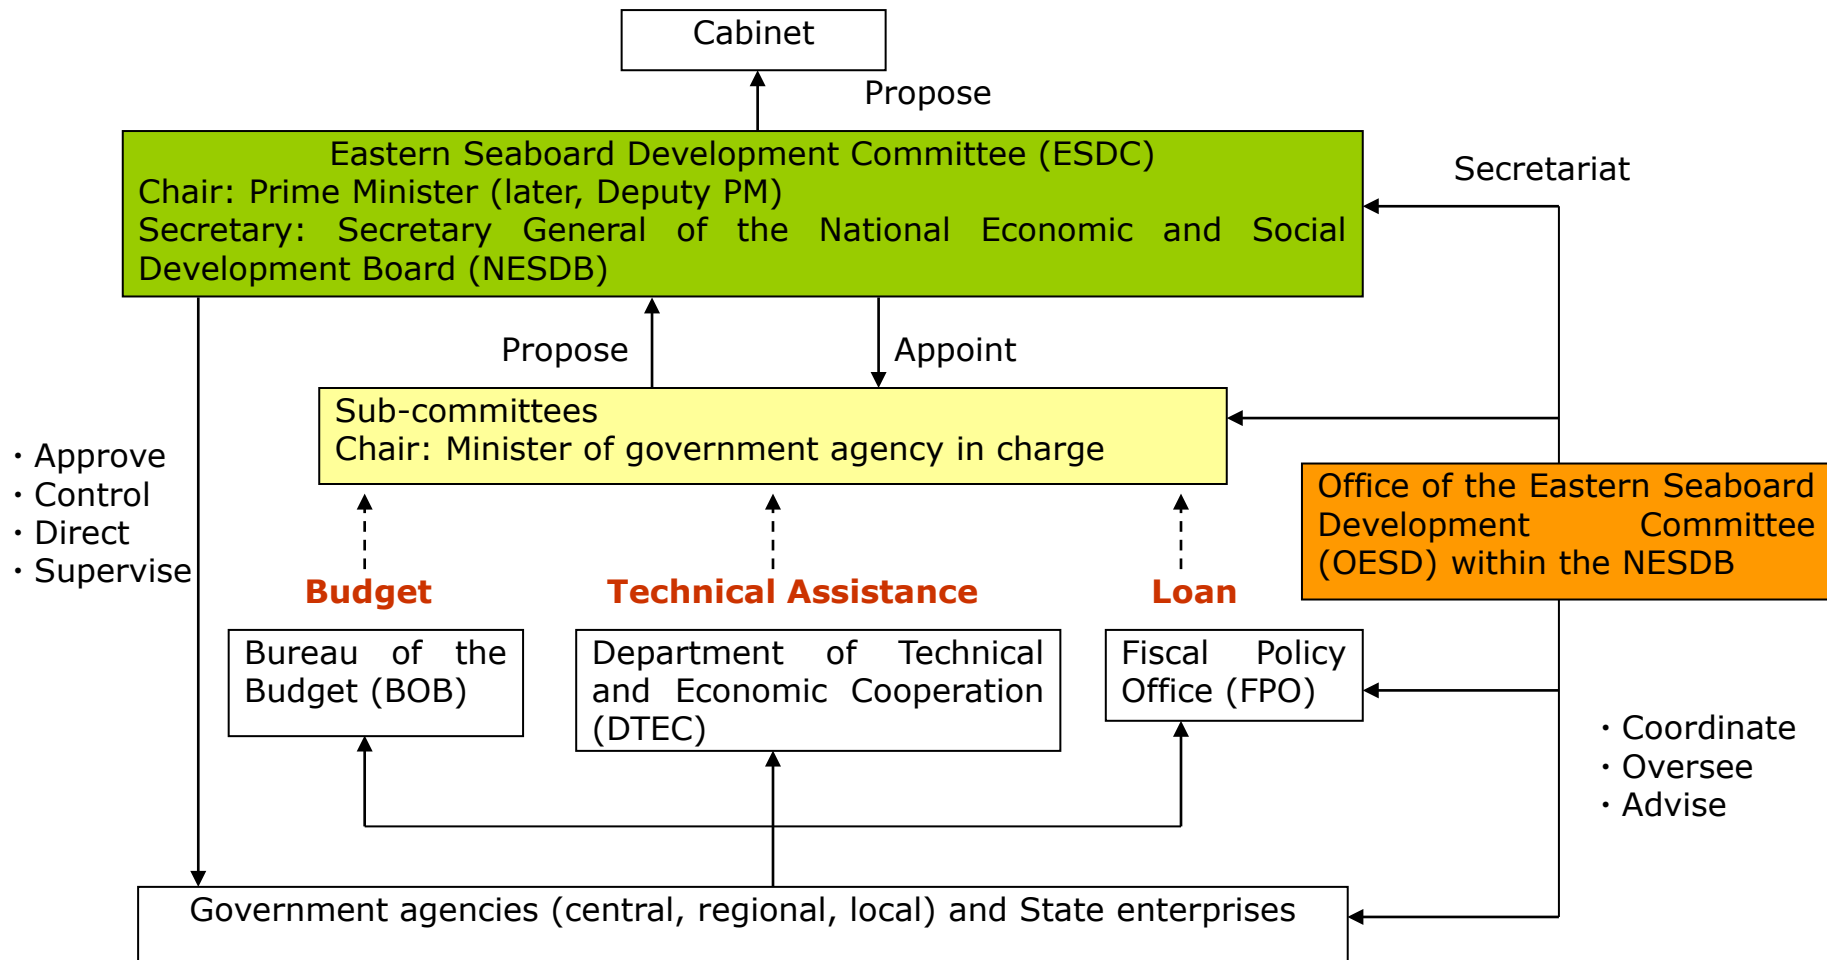 Cabinet
Propose
Eastern Seaboard Development Committee (ESDC)
Chair: Prime Minister (later, Deputy PM)
Secretary: Secretary General of the National Economic and Social
Development Board (NESDB)
Secretariat
Propose
Appoint
Sub-committees
Chair: Minister of government agency in charge
・Approve
・Control
・Direct
・Supervise
Office of the Eastern Seaboard
Development Committee
(OESD) within the NESDB
Budget
Technical Assistance
Loan
Bureau of the
Budget (BOB)
Department of Technical
and Economic Cooperation
(DTEC)
Fiscal Policy
Office (FPO)
・Coordinate
・Oversee
・Advise
Government agencies (central, regional, local) and State enterprises